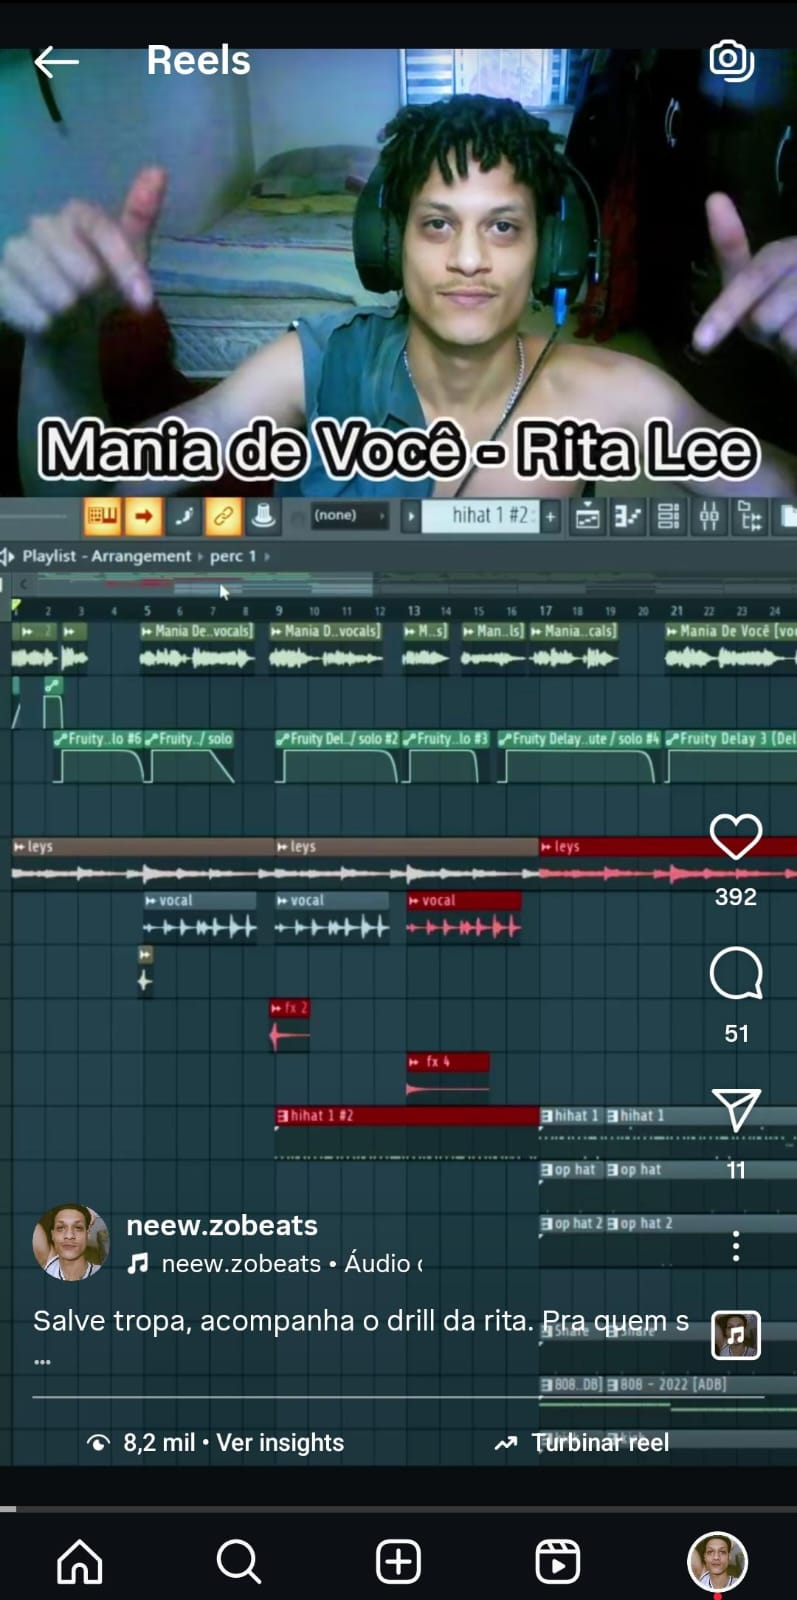 Reels
Mania de Você - Rita Lee
(none)
hihat 1 #2
Playlist - Arrangement › perc 1 ›
2 3 4 5 6 7 8 9 10 11 12 13 14 15 16 17 18 19 20 21 22 23 24
Mania De..vocals] Mania D..vocals] M..s] Man..ls] Mania..cals] Mania De Você [vo
Fruity..lo #6 Fruity../ solo Fruity Del../ solo #2 Fruity..lo #3 Fruity Delay..ute / solo #4 Fruity Delay 3 (Del
leys leys leys
392
vocal vocal vocal
fx 2
51
fx 4
hihat 1 #2 hihat 1 hihat 1
op hat op hat
11
neew.zobeats
op hat 2 op hat 2
neew.zobeats • Áudio
Salve tropa, acompanha o drill da rita. Pra quem s
...
808..DB] 808 - 2022 [ADB]
8,2 mil • Ver insights
Turbinar reel